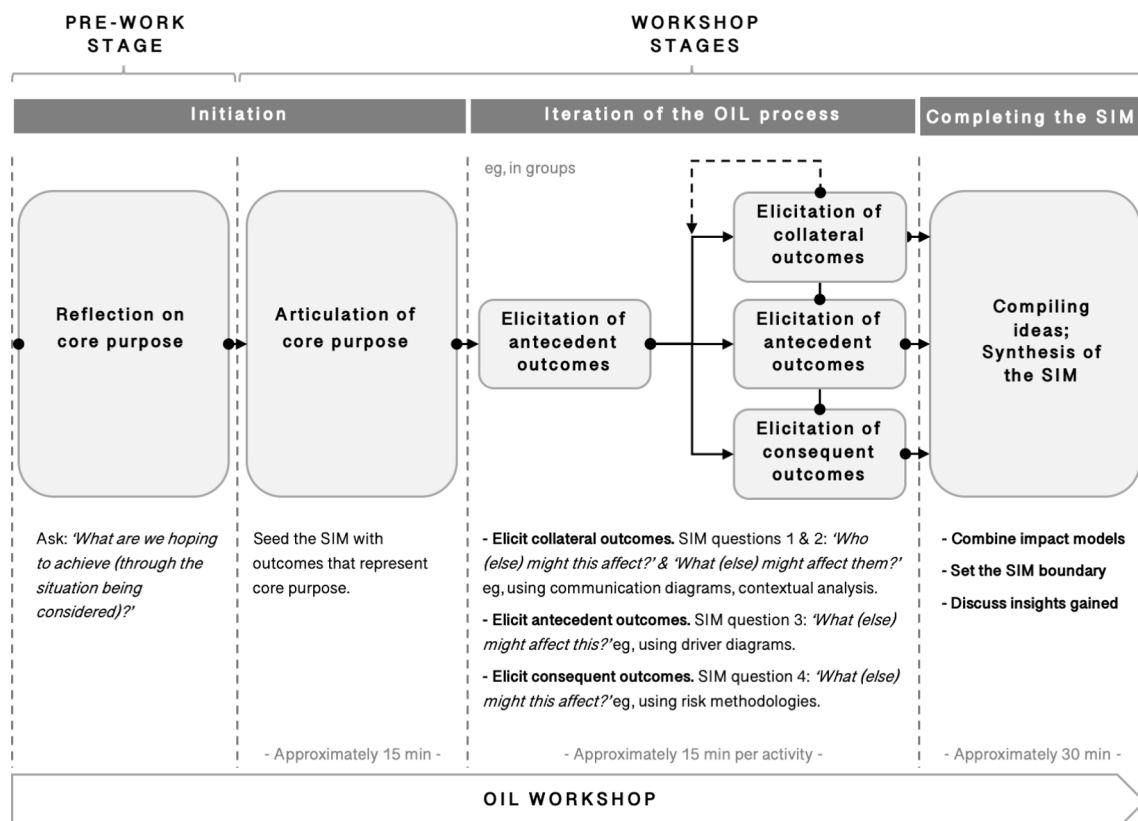 PRE-WORK
STAGE
WORKSHOP
STAGES
Initiation
Iteration of the OIL process
Completing the SIM
eg, in groups
Reflection on
core purpose
Articulation of
core purpose
Elicitation of
antecedent
outcomes
Elicitation of
collateral
outcomes
Elicitation of
antecedent
outcomes
Elicitation of
consequent
outcomes
Compiling
ideas;
Synthesis of
the SIM
Ask: ‘What are we hoping
to achieve (through the
situation being
considered)?’
Seed the SIM with
outcomes that represent
core purpose.
- Elicit collateral outcomes. SIM questions 1 & 2: ‘Who
(else) might this affect?’ & ‘What (else) might affect them?’
eg, using communication diagrams, contextual analysis.
- Elicit antecedent outcomes. SIM question 3: ‘What (else)
might affect this?’ eg, using driver diagrams.
- Elicit consequent outcomes. SIM question 4: ‘What (else)
might this affect?’ eg, using risk methodologies.
- Combine impact models
- Set the SIM boundary
- Discuss insights gained
- Approximately 15 min -
- Approximately 15 min per activity -
- Approximately 30 min -
OIL WORKSHOP